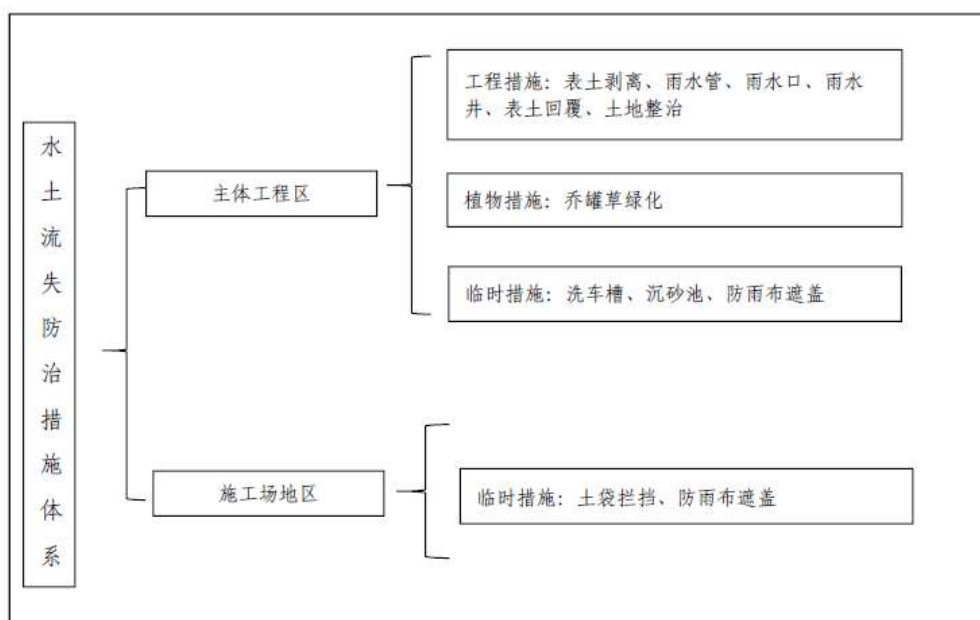 水土流失防治措施体系
主体工程区
工程措施：表土剥离、雨水管、雨水口、雨水
井、表土回覆、土地整治
植物措施：乔罐草绿化
临时措施：洗车槽、沉砂池、防雨布遮盖
施工场地区
临时措施：土袋拦挡、防雨布遮盖